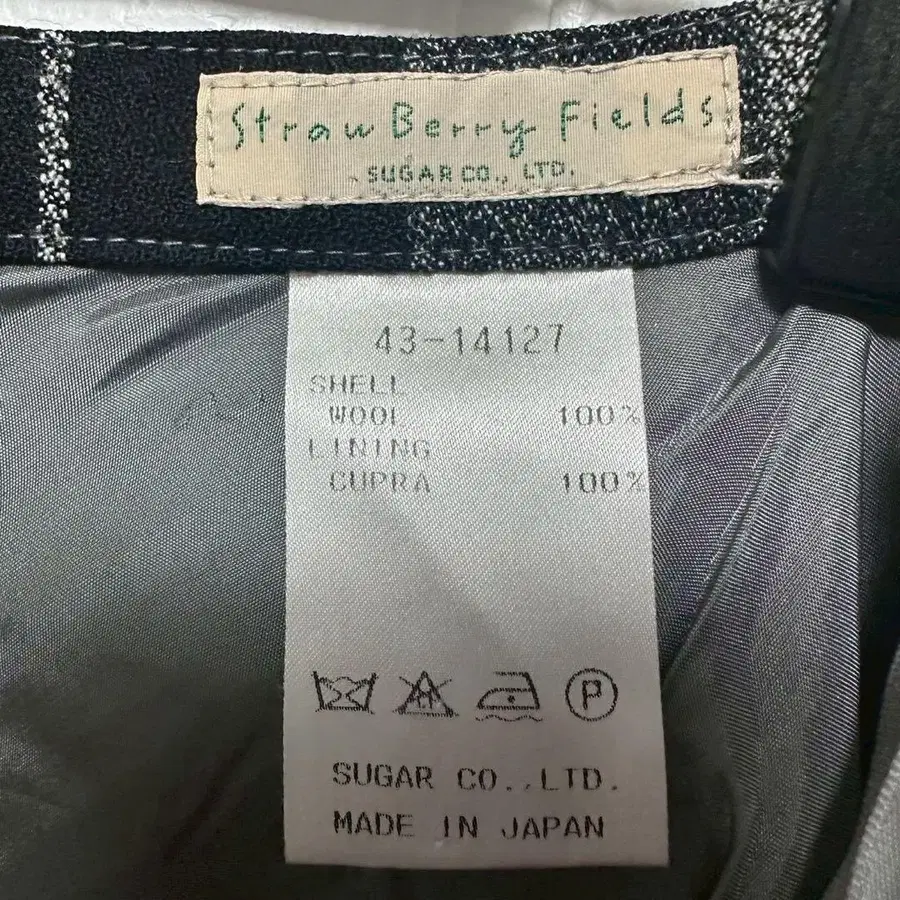 StrawBerry Fields
SUGAR CO., LTD.
43-14127
SHELL
WOOL 100%
LINING
CUPRA 100%
P
SUGAR CO., LTD.
MADE IN JAPAN